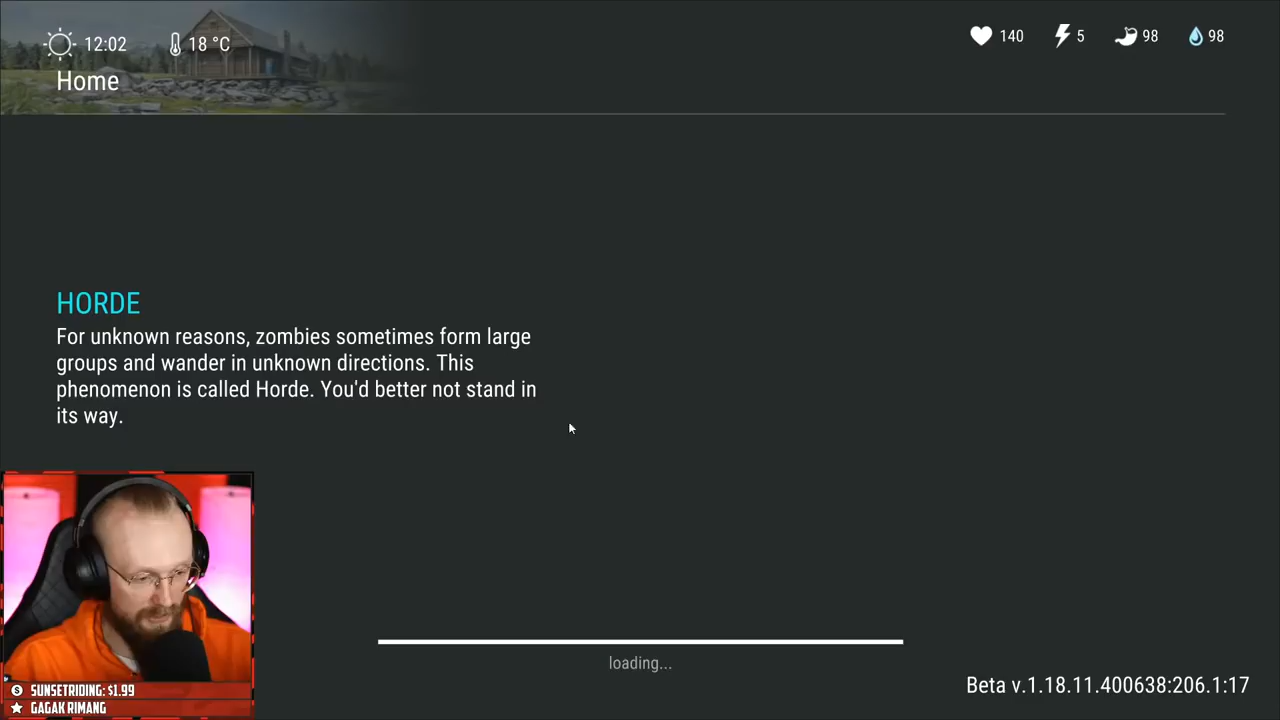 12:02 18 °C 140 5 98 98
Home
HORDE
For unknown reasons, zombies sometimes form large
groups and wander in unknown directions. This
phenomenon is called Horde. You'd better not stand in
its way.
loading...
SUNSETRIDING: $1.99
GAGAK RIMANG
Beta v.1.18.11.400638:206.1:17